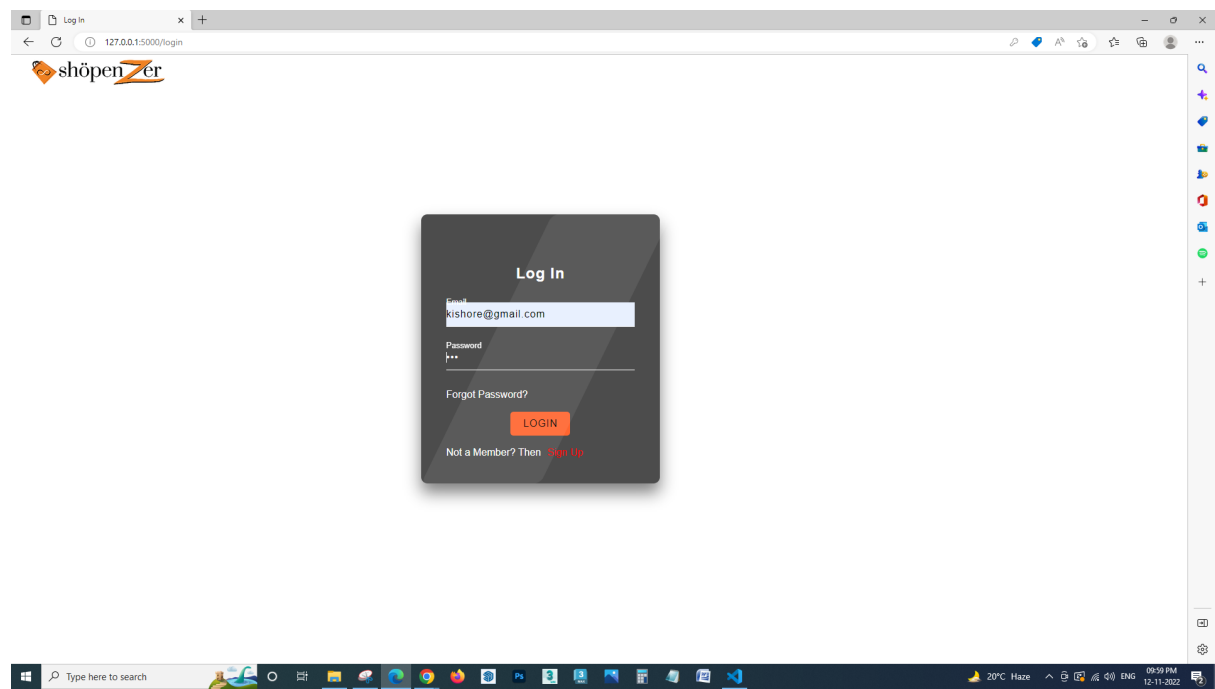 Log In
127.0.0.1:5000/login
shöpenZer
Log In
Email
kishore@gmail.com
Password
•••
Forgot Password?
LOGIN
Not a Member? Then Sign Up
Type here to search
Ps
20°C Haze
ENG
09:59 PM
12-11-2022